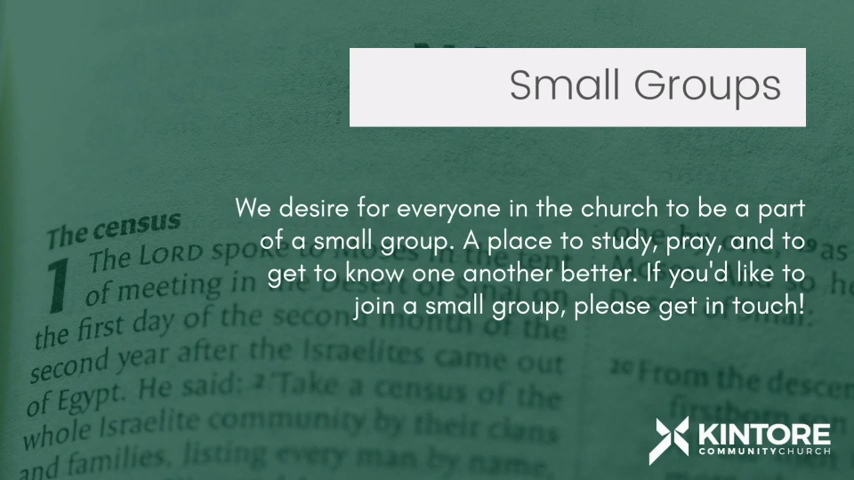 Small Groups
We desire for everyone in the church to be a part
of a small group. A place to study, pray, and to
get to know one another better. If you'd like to
join a small group, please get in touch!
The census
1 The LORD spoke to Moses in the tent
of meeting in the Desert of Sinai on
the first day of the second month of the
second year after the Israelites came out
of Egypt. He said: 2 "Take a census of the
whole Israelite community by their clans
and families, listing every man by name,
one by one,
20 From the descen
firstborn son
KINTORE
COMMUNITYCHURCH